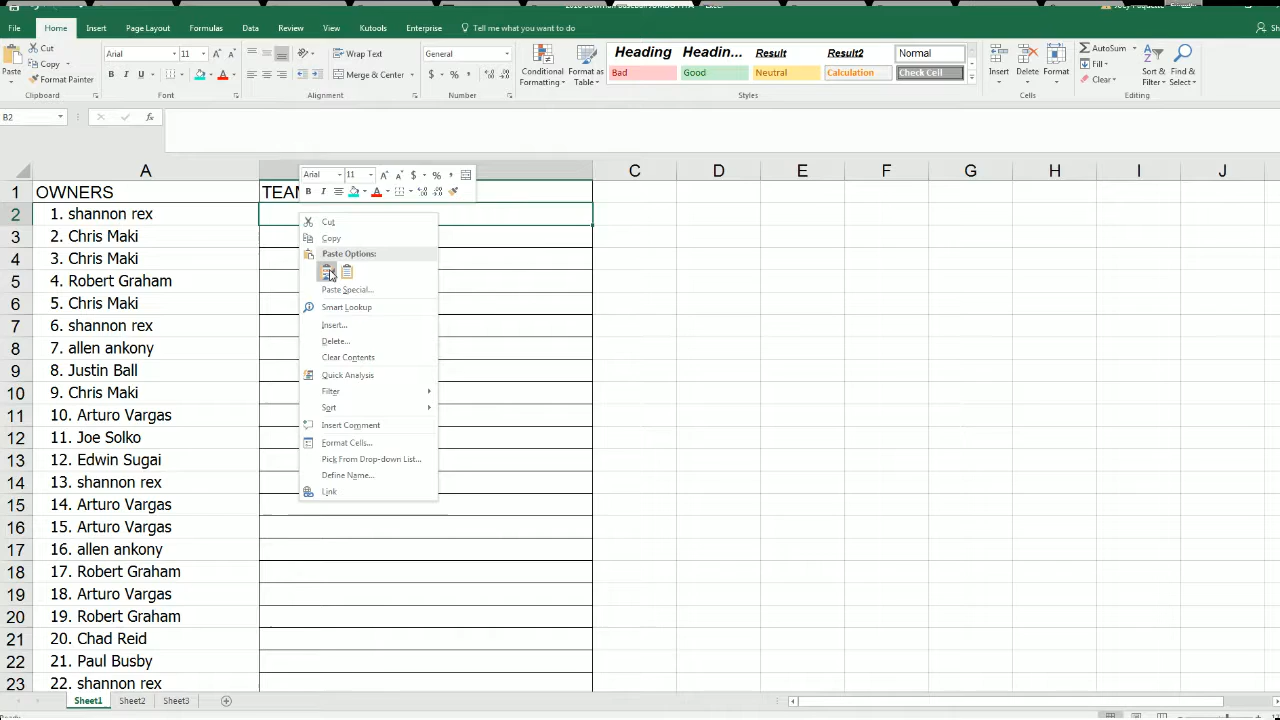 File Home Insert Page Layout Formulas Data Review View Kutools Enterprise Tell me what you want to do
Paste
Cut
Copy
Format Painter
Clipboard
Arial 11
B I U
Font
Wrap Text
Merge & Center
Alignment
General
$ % ,
Number
Conditional Formatting
Format as Table
Heading Headin... Result Result2 Normal
Bad Good Neutral Calculation Check Cell
Styles
Insert Delete Format
Cells
AutoSum
Fill
Clear
Sort & Filter
Find & Select
Editing
B2
fx
A C D E F G H I J
Arial 11 $ % ,
B I A
1 OWNERS TEAM
2 1. shannon rex
3 2. Chris Maki
4 3. Chris Maki
5 4. Robert Graham
6 5. Chris Maki
7 6. shannon rex
8 7. allen ankony
9 8. Justin Ball
10 9. Chris Maki
11 10. Arturo Vargas
12 11. Joe Solko
13 12. Edwin Sugai
14 13. shannon rex
15 14. Arturo Vargas
16 15. Arturo Vargas
17 16. allen ankony
18 17. Robert Graham
19 18. Arturo Vargas
20 19. Robert Graham
21 20. Chad Reid
22 21. Paul Busby
23 22. shannon rex
Cut
Copy
Paste Options:
Paste Special...
Smart Lookup
Insert...
Delete...
Clear Contents
Quick Analysis
Filter
Sort
Insert Comment
Format Cells...
Pick From Drop-down List...
Define Name...
Link
Sheet1 Sheet2 Sheet3